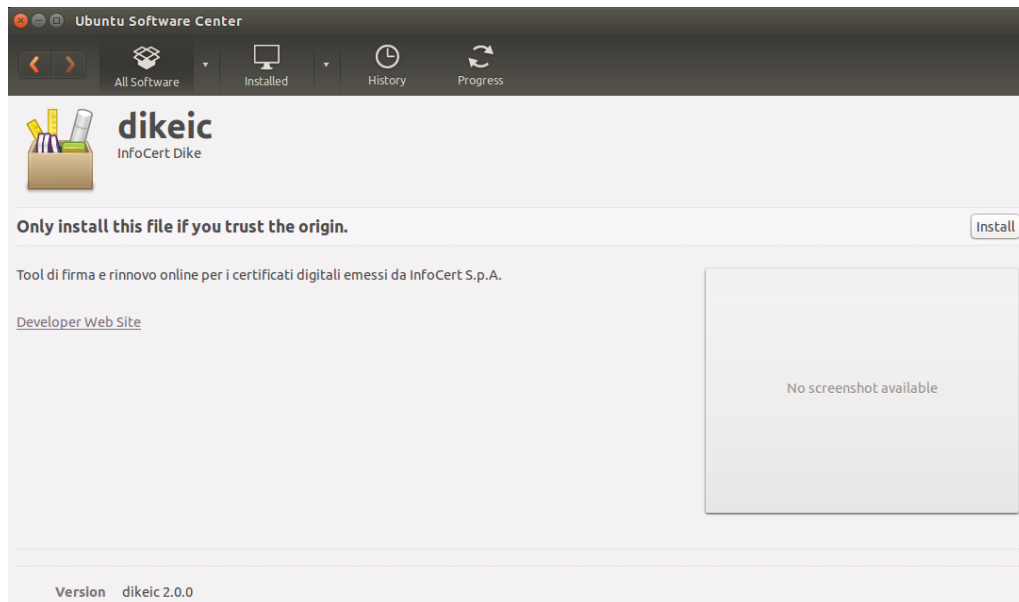 Ubuntu Software Center
All Software
Installed
History
Progress
dikeic
InfoCert Dike
Only install this file if you trust the origin.
Install
Tool di firma e rinnovo online per i certificati digitali emessi da InfoCert S.p.A.
Developer Web Site
No screenshot available
Version dikeic 2.0.0